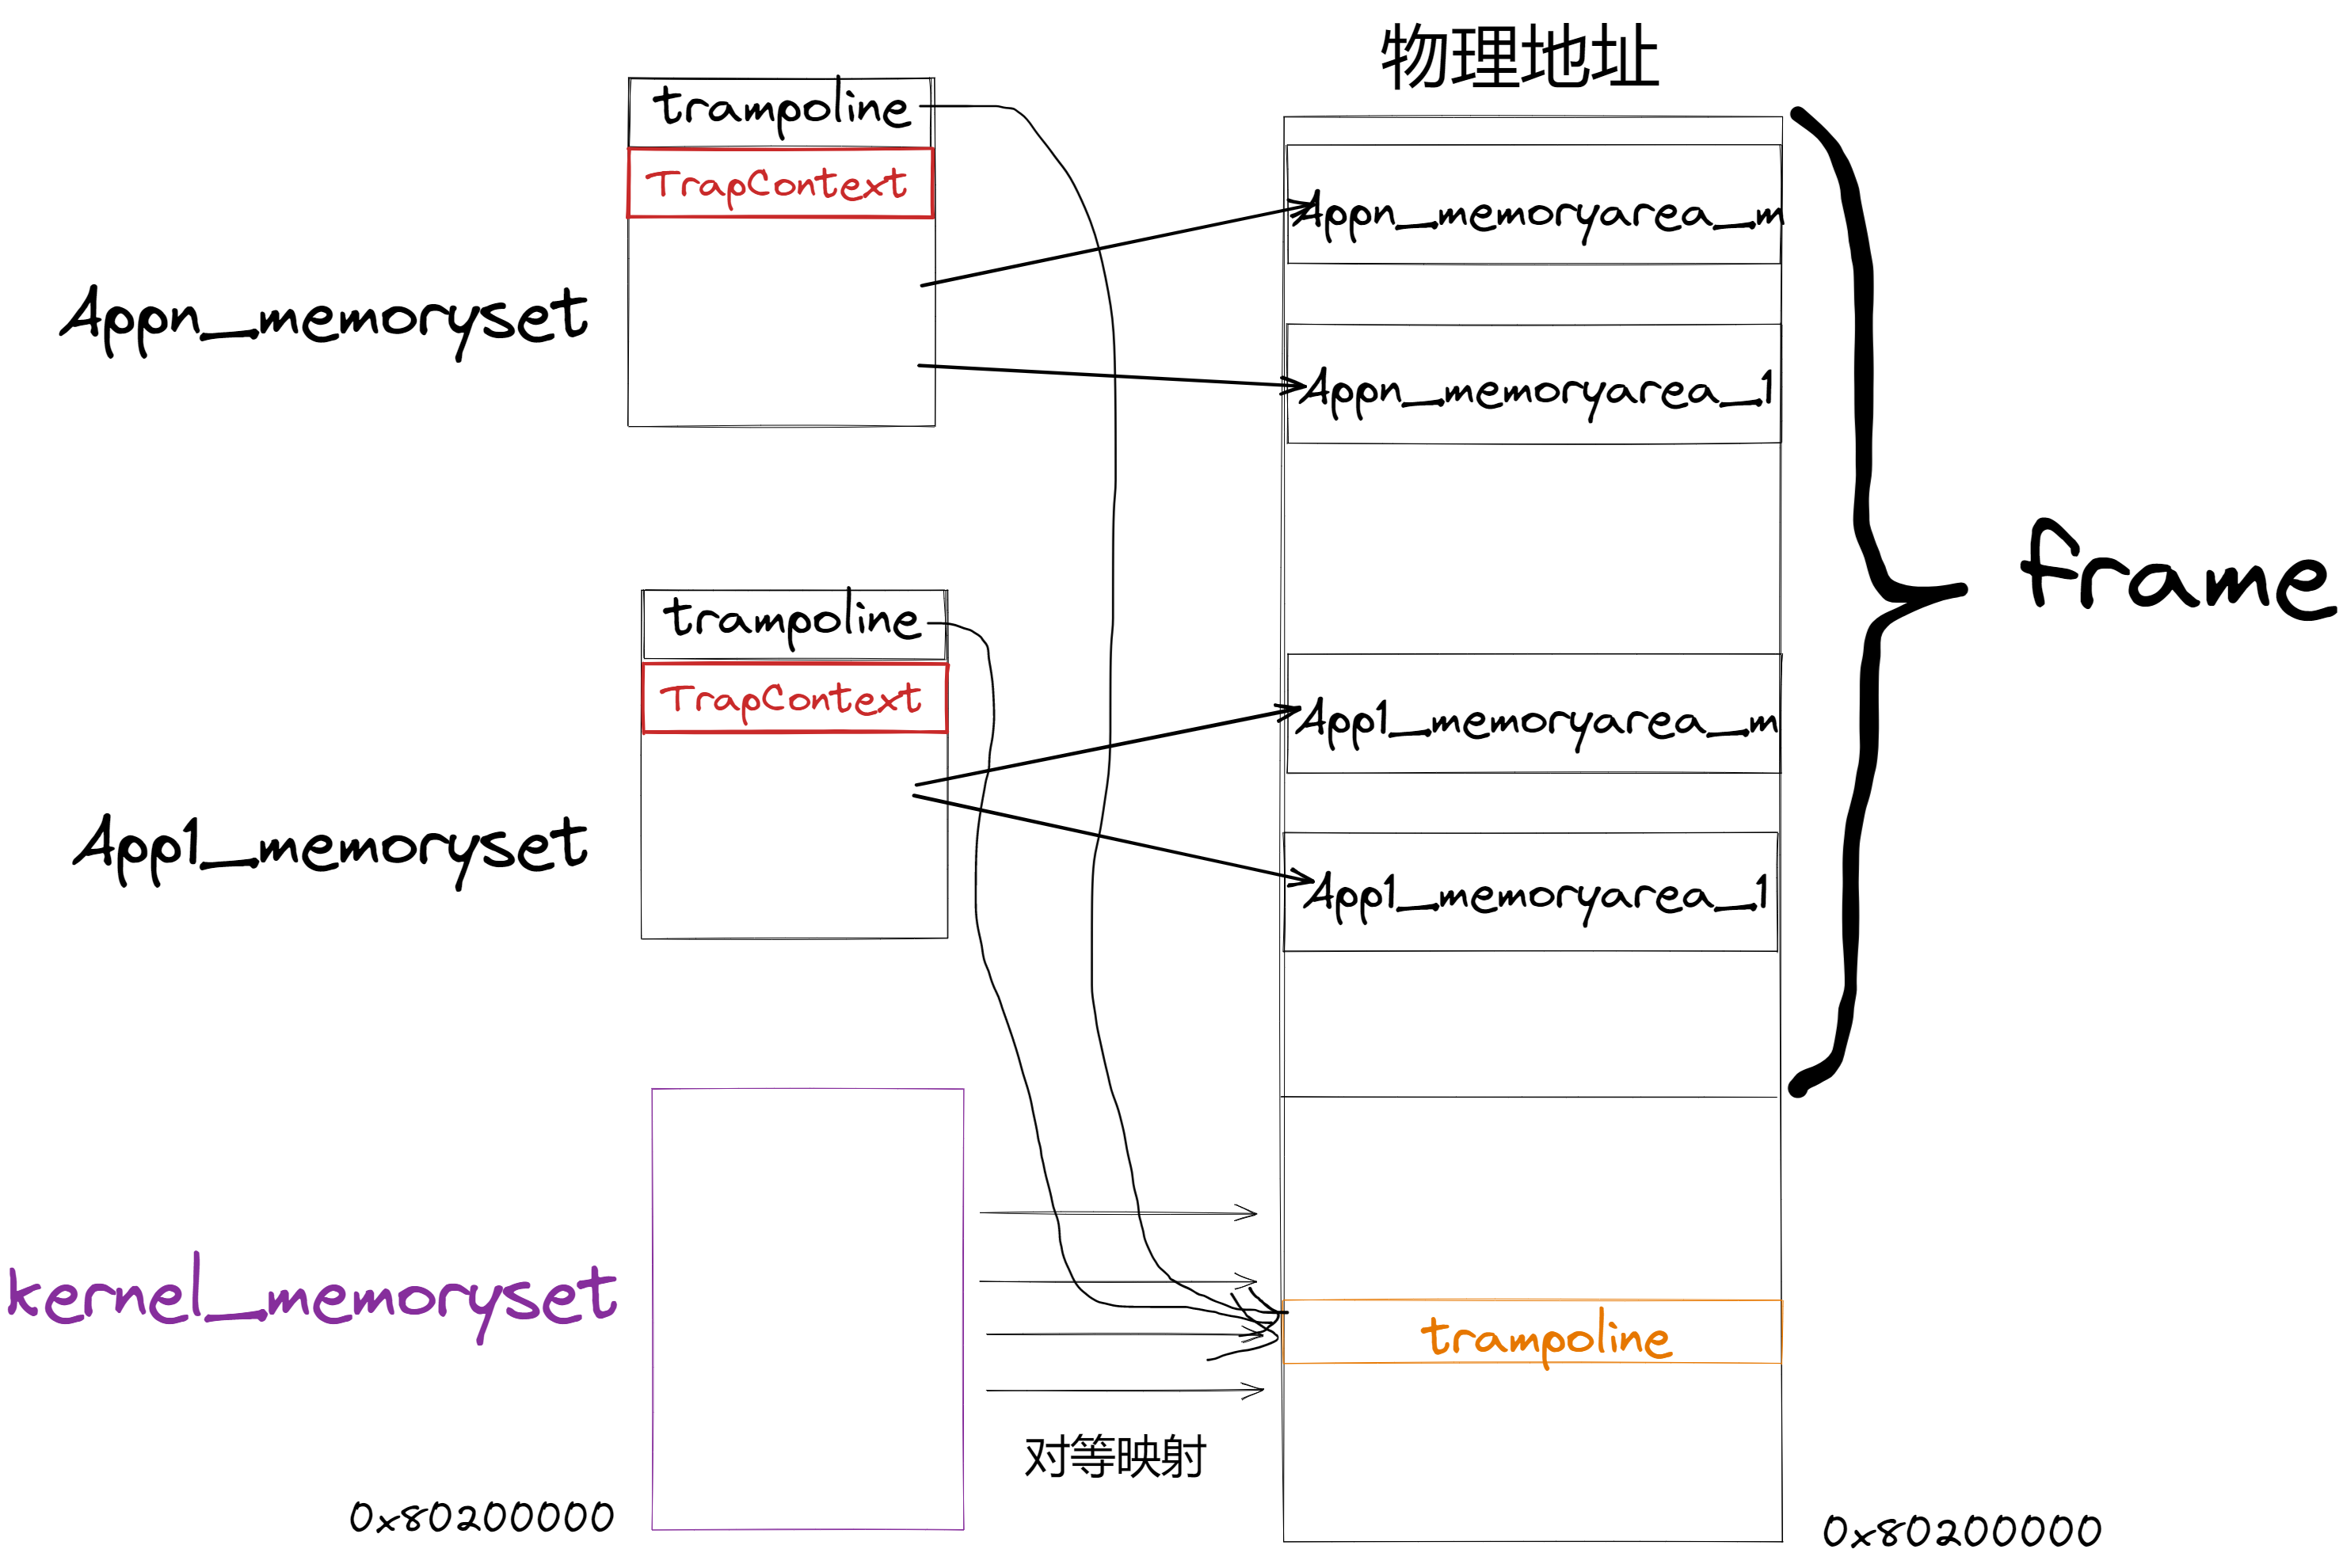 物理地址
trampoline
TrapContext
Appn_memoryarea_m
Appn_memoryset
Appn_memoryarea_1
frame
trampoline
TrapContext
App1_memoryarea_m
App1_memoryset
App1_memoryarea_1
kernel_memoryset
trampoline
对等映射
0x80200000
0x80200000